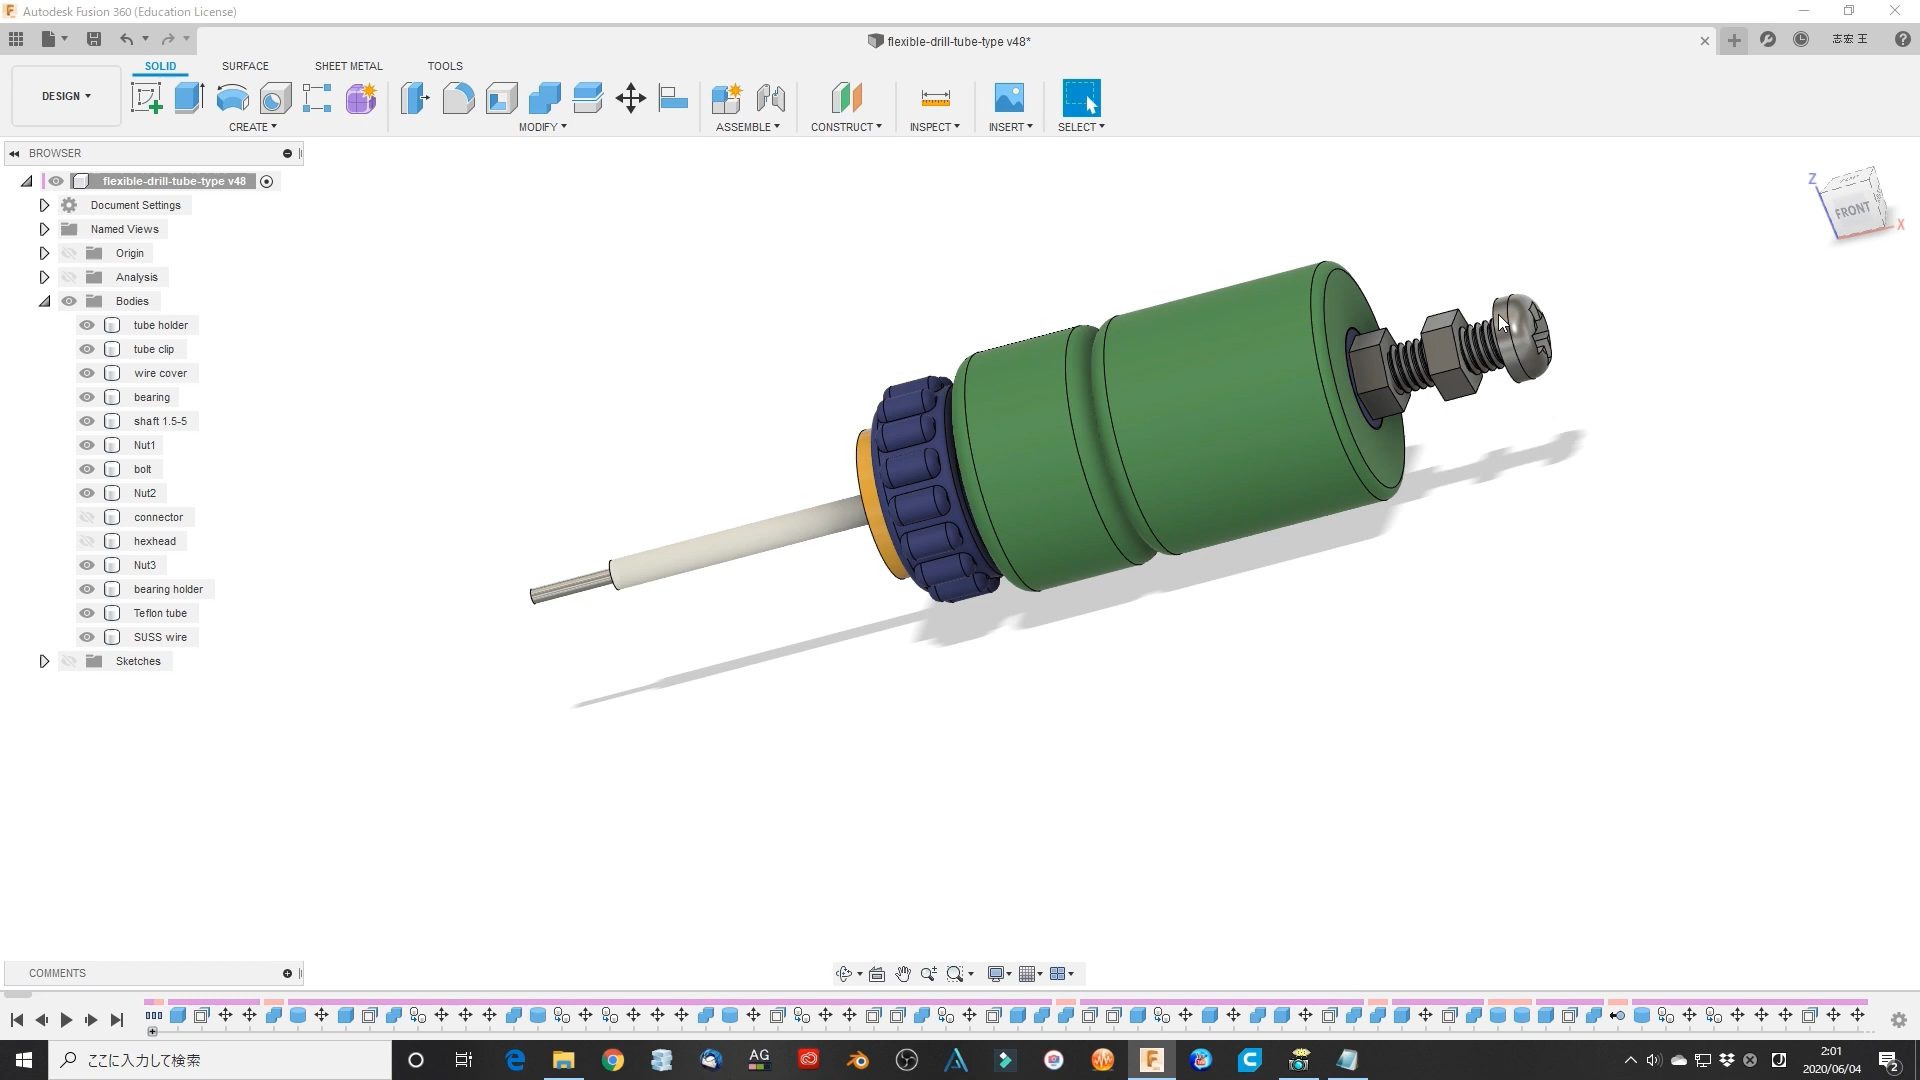 Autodesk Fusion 360 (Education License)
flexible-drill-tube-type v48*
志宏 王
SOLID SURFACE SHEET METAL TOOLS
DESIGN
CREATE MODIFY ASSEMBLE CONSTRUCT INSPECT INSERT SELECT
BROWSER
flexible-drill-tube-type v48
Document Settings
Named Views
Origin
Analysis
Bodies
tube holder
tube clip
wire cover
bearing
shaft 1.5-5
Nut1
bolt
Nut2
connector
hexhead
Nut3
bearing holder
Teflon tube
SUSS wire
Sketches
Z
FRONT
X
COMMENTS
ここに入力して検索
AG
2:01
2020/06/04
2